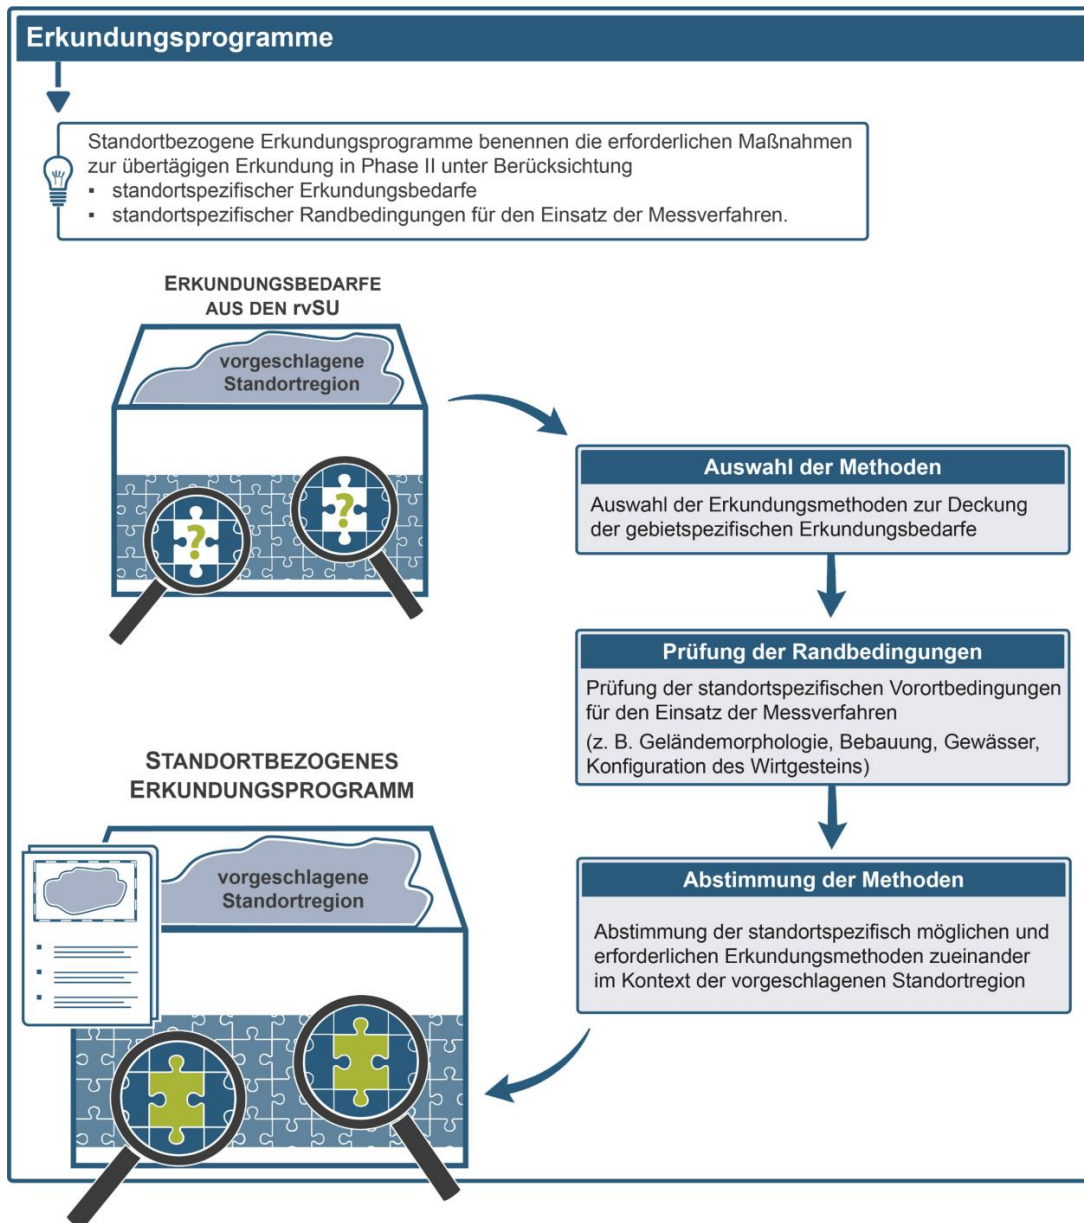 Erkundungsprogramme
Standortbezogene Erkundungsprogramme benennen die erforderlichen Maßnahmen
zur übertägigen Erkundung in Phase II unter Berücksichtung
▪ standortspezifischer Erkundungsbedarfe
▪ standortspezifischer Randbedingungen für den Einsatz der Messverfahren.
ERKUNDUNGSBEDARFE
AUS DEN rvSU
vorgeschlagene
Standortregion
? ?
Auswahl der Methoden
Auswahl der Erkundungsmethoden zur Deckung
der gebietspezifischen Erkundungsbedarfe
Prüfung der Randbedingungen
Prüfung der standortspezifischen Vorortbedingungen
für den Einsatz der Messverfahren
(z. B. Geländemorphologie, Bebauung, Gewässer,
Konfiguration des Wirtgesteins)
Abstimmung der Methoden
Abstimmung der standortspezifisch möglichen und
erforderlichen Erkundungsmethoden zueinander
im Kontext der vorgeschlagenen Standortregion
STANDORTBEZOGENES
ERKUNDUNGSPROGRAMM
vorgeschlagene
Standortregion